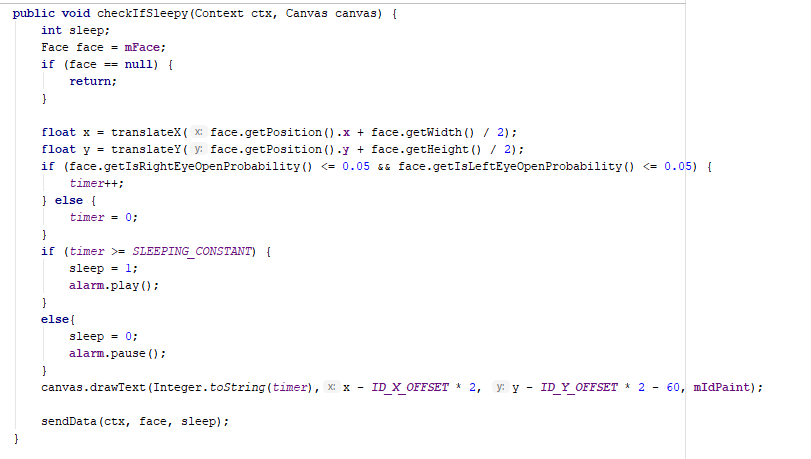 public void checkIfSleepy(Context ctx, Canvas canvas) {
    int sleep;
    Face face = mFace;
    if (face == null) {
        return;
    }

    float x = translateX( x: face.getPosition().x + face.getWidth() / 2);
    float y = translateY( y: face.getPosition().y + face.getHeight() / 2);
    if (face.getIsRightEyeOpenProbability() <= 0.05 && face.getIsLeftEyeOpenProbability() <= 0.05) {
        timer++;
    } else {
        timer = 0;
    }
    if (timer >= SLEEPING_CONSTANT) {
        sleep = 1;
        alarm.play();
    }
    else{
        sleep = 0;
        alarm.pause();
    }
    canvas.drawText(Integer.toString(timer), x: x - ID_X_OFFSET * 2, y: y - ID_Y_OFFSET * 2 - 60, mIdPaint);

    sendData(ctx, face, sleep);
}